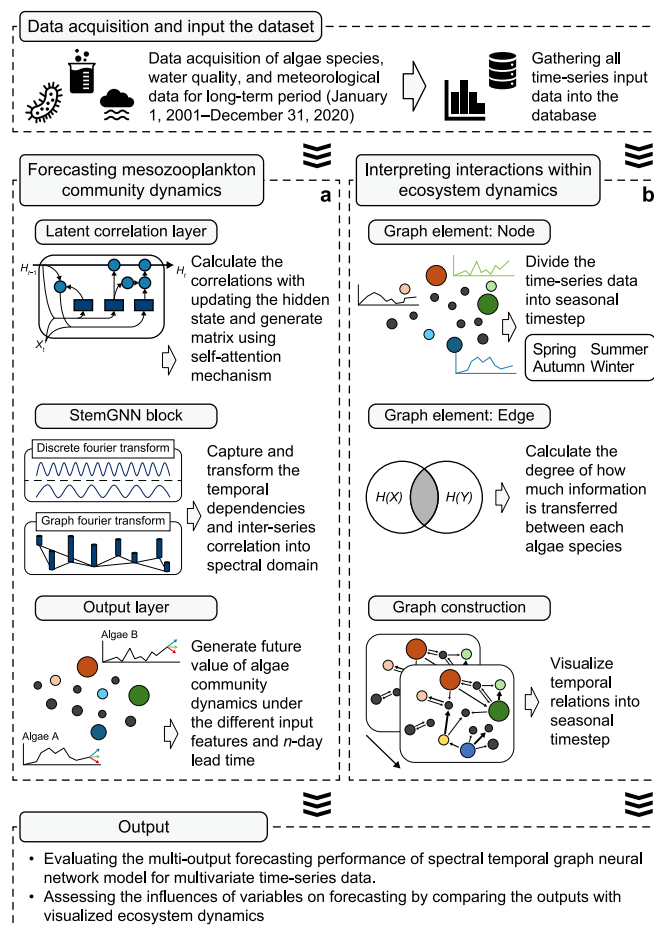 Data acquisition and input the dataset
Data acquisition of algae species,
water quality, and meteorological
data for long-term period (January
1, 2001–December 31, 2020)
Gathering all
time-series input
data into the
database
Forecasting mesozooplankton
community dynamics
a
Latent correlation layer
H_{t-1}
H_t
X_t
Calculate the
correlations with
updating the hidden
state and generate
matrix using
self-attention
mechanism
StemGNN block
Discrete fourier transform
Graph fourier transform
Capture and
transform the
temporal
dependencies
and inter-series
correlation into
spectral domain
Output layer
Algae B
Algae A
Generate future
value of algae
community
dynamics under
the different input
features and n-day
lead time
Interpreting interactions within
ecosystem dynamics
b
Graph element: Node
Divide the
time-series data
into seasonal
timestep
Spring Summer
Autumn Winter
Graph element: Edge
H(X)
H(Y)
Calculate the
degree of how
much information
is transferred
between each
algae species
Graph construction
Visualize
temporal
relations into
seasonal
timestep
Output
• Evaluating the multi-output forecasting performance of spectral temporal graph neural
network model for multivariate time-series data.
• Assessing the influences of variables on forecasting by comparing the outputs with
visualized ecosystem dynamics